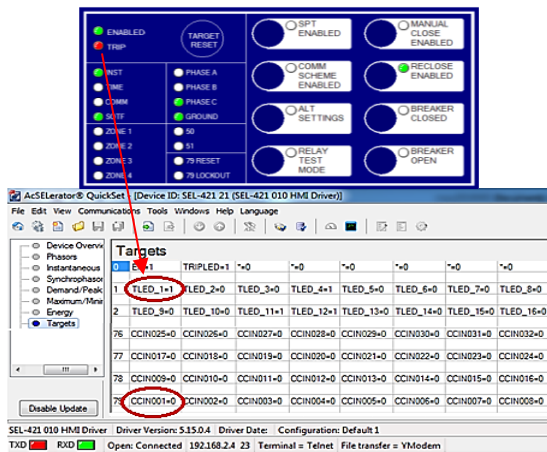 ENABLED
TRIP
TARGET
RESET
SPT
ENABLED
MANUAL
CLOSE
ENABLED
INST
TIME
COMM
SOTF
PHASE A
PHASE B
PHASE C
GROUND
COMM
SCHEME
ENABLED
RECLOSE
ENABLED
ALT
SETTINGS
BREAKER
CLOSED
ZONE 1
ZONE 2
ZONE 3
ZONE 4
50
51
79 RESET
79 LOCKOUT
RELAY
TEST
MODE
BREAKER
OPEN
AcSELerator® QuickSet - [Device ID: SEL-421 21 (SEL-421 010 HMI Driver)]
File Edit View Communications Tools Windows Help Language
Device Overvie
Phasors
Instantaneous
Synchrophasor
Demand/Peak
Maximum/Minin
Energy
Targets
Targets
0 TRIPLED=1 *=0 *=0 *=0 *=0 *=0 *=0
1 TLED_1=1 TLED_2=0 TLED_3=0 TLED_4=1 TLED_5=0 TLED_6=0 TLED_7=0 TLED_8=0
2 TLED_9=0 TLED_10=0 TLED_11=1 TLED_12=1 TLED_13=0 TLED_14=0 TLED_15=0 TLED_16=0
76 CCIN025=0 CCIN026=0 CCIN027=0 CCIN028=0 CCIN029=0 CCIN030=0 CCIN031=0 CCIN032=0
77 CCIN017=0 CCIN018=0 CCIN019=0 CCIN020=0 CCIN021=0 CCIN022=0 CCIN023=0 CCIN024=0
78 CCIN009=0 CCIN010=0 CCIN011=0 CCIN012=0 CCIN013=0 CCIN014=0 CCIN015=0 CCIN016=0
79 CCIN001=0 CCIN002=0 CCIN003=0 CCIN004=0 CCIN005=0 CCIN006=0 CCIN007=0 CCIN008=0
Disable Update
SEL-421 010 HMI Driver Driver Version: 5.15.0.4 Driver Date: Configuration: Default 1
TXD RXD Open: Connected 192.168.2.4 23 Terminal = Telnet File transfer = YModem